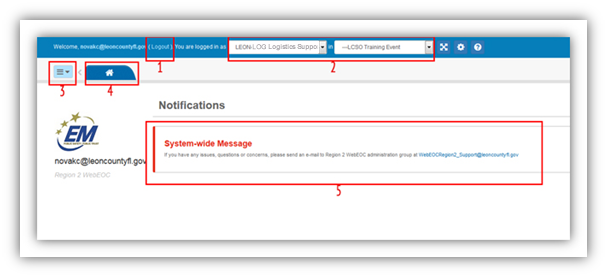 Welcome, novakc@leoncountyfl.gov ( Logout ) You are logged in as LEON-LOG Logistics Suppo in ---LCSO Training Event
1
2
3
4
Notifications
EM
System-wide Message
If you have any issues, questions or concerns, please send an e-mail to Region 2 WebEOC administration group at WebEOCRegion2_Support@leoncountyfl.gov
novakc@leoncountyfl.gov
Region 2 WebEOC
5